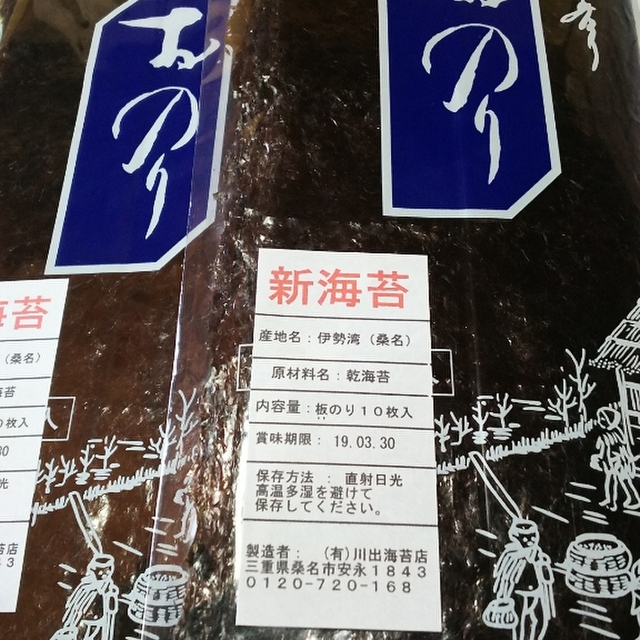 おのり
のり
新海苔
産地名：伊勢湾（桑名）
原材料名：乾海苔
内容量：板のり１０枚入
賞味期限： 19.03.30
保存方法 ： 直射日光
高温多湿を避けて
保存してください。
製造者： (有)川出海苔店
三重県桑名市安永１８４３
０１２０－７２０－１６８
海苔
（桑名）
海苔
０枚入
30
光
苔店
４３